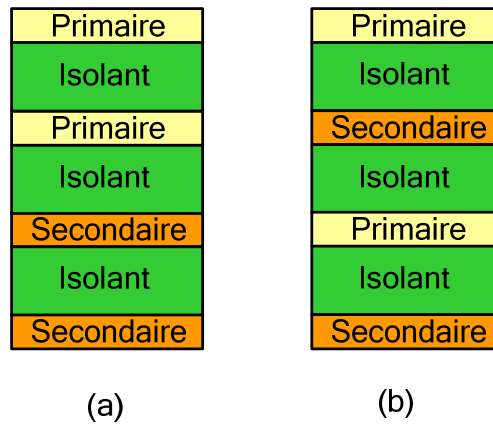 Primaire
Isolant
Primaire
Isolant
Secondaire
Isolant
Secondaire
(a)
Primaire
Isolant
Secondaire
Isolant
Primaire
Isolant
Secondaire
(b)